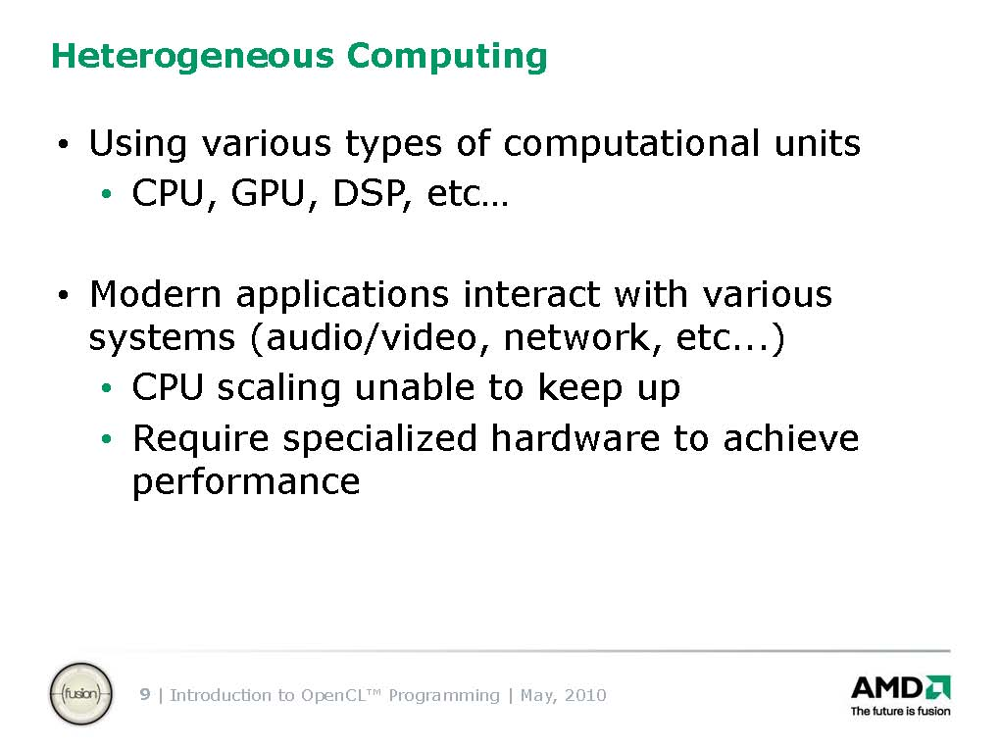 Heterogeneous Computing
• Using various types of computational units
• CPU, GPU, DSP, etc…
• Modern applications interact with various
systems (audio/video, network, etc...)
• CPU scaling unable to keep up
• Require specialized hardware to achieve
performance
fusion
9 | Introduction to OpenCL™ Programming | May, 2010
AMD
The future is fusion